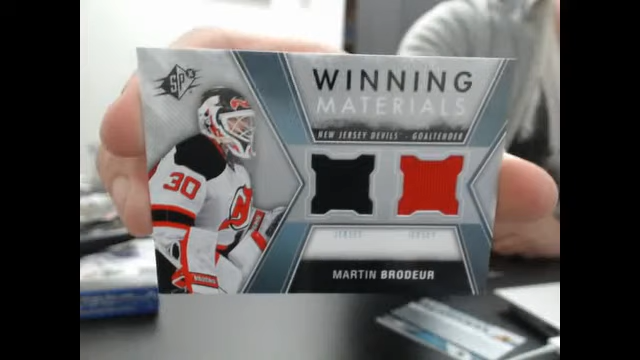 SPx
WINNING
MATERIALS
NEW JERSEY DEVILS - GOALTENDER
30
JERSEY JERSEY
MARTIN BRODEUR